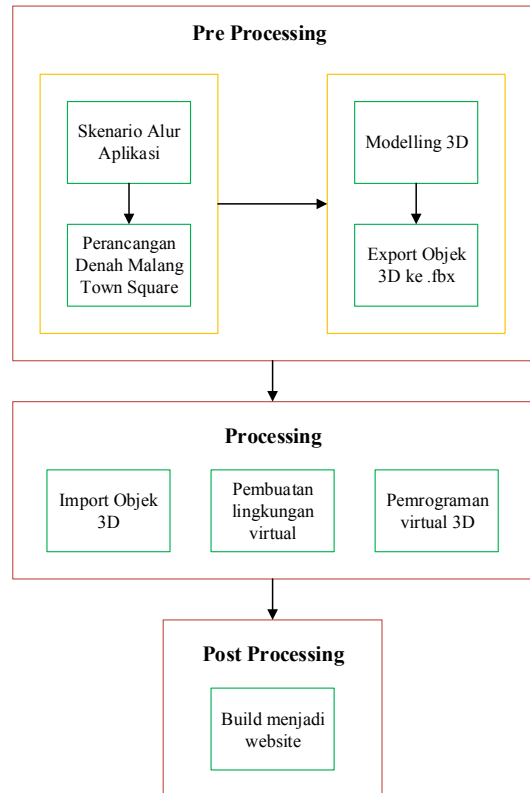 Pre Processing
Skenario Alur
Aplikasi
Perancangan
Denah Malang
Town Square
Modelling 3D
Export Objek
3D ke .fbx
Processing
Import Objek
3D
Pembuatan
lingkungan
virtual
Pemrograman
virtual 3D
Post Processing
Build menjadi
website